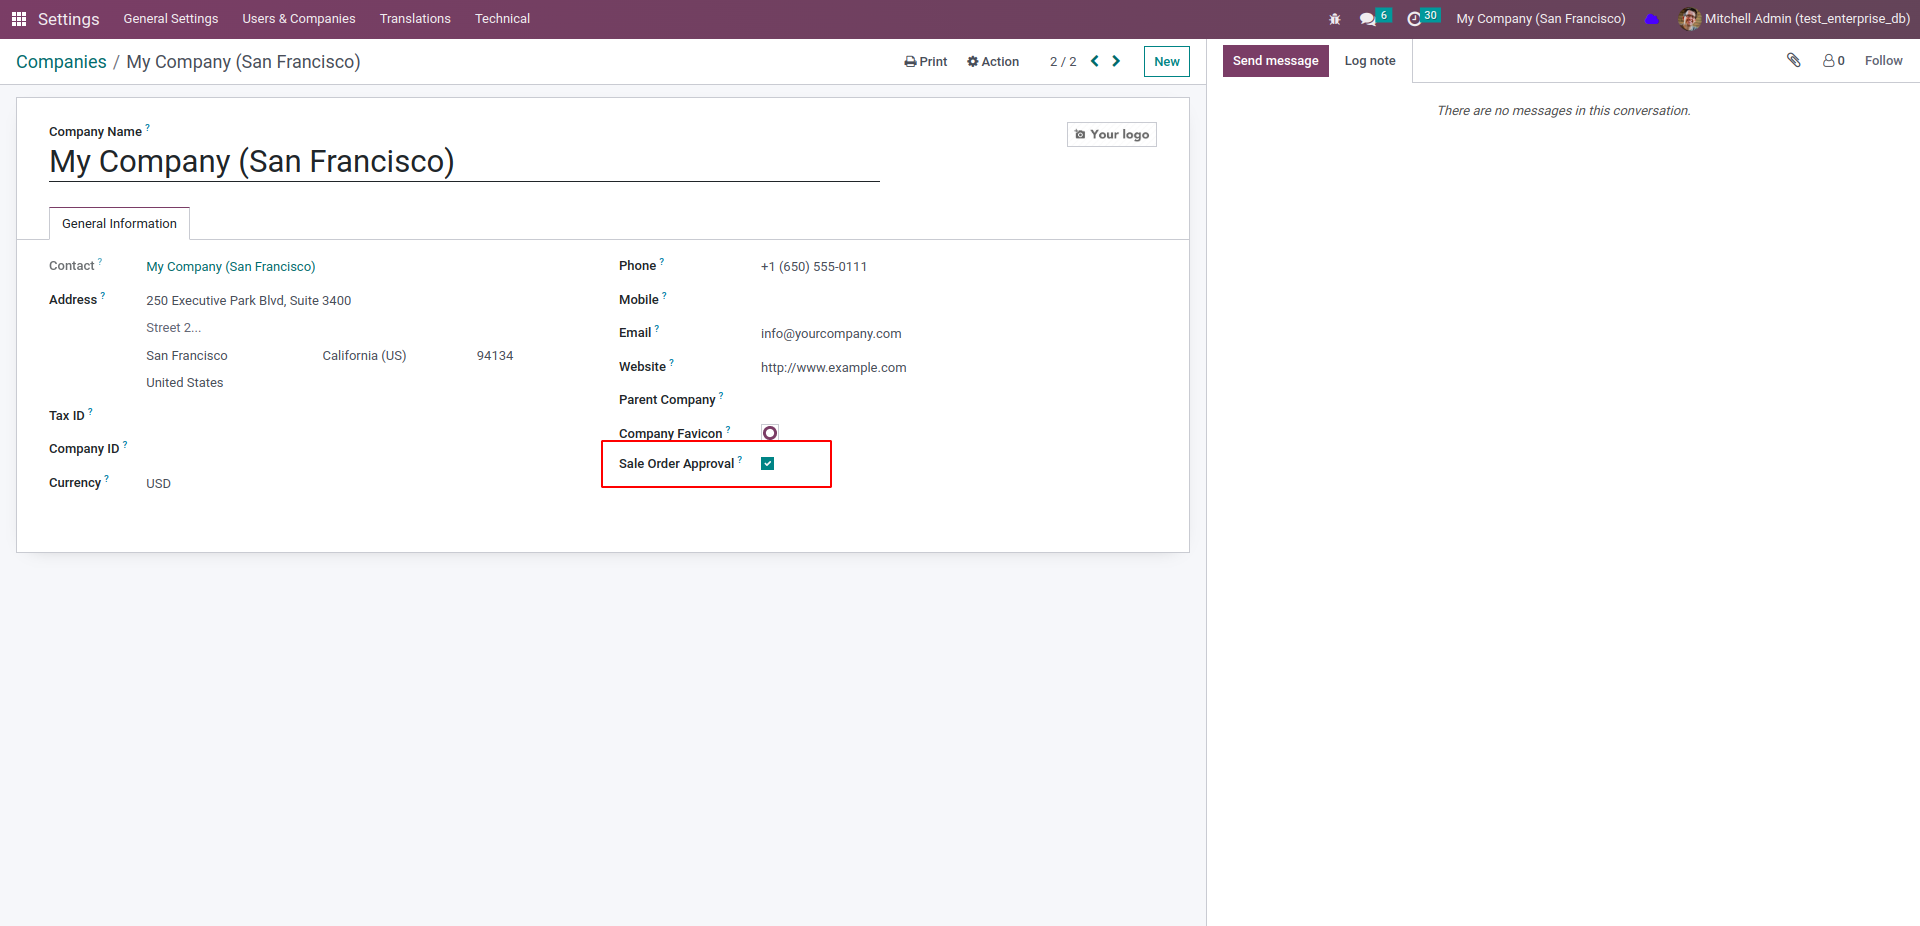 Settings General Settings Users & Companies Translations Technical 6 30 My Company (San Francisco) Mitchell Admin (test_enterprise_db)
Companies / My Company (San Francisco) Print Action 2 / 2 New Send message Log note 0 Follow
There are no messages in this conversation.
Company Name ?
Your logo
My Company (San Francisco)
General Information
Contact ? My Company (San Francisco)
Address ? 250 Executive Park Blvd, Suite 3400
Street 2...
San Francisco California (US) 94134
United States
Tax ID ?
Company ID ?
Currency ? USD
Phone ? +1 (650) 555-0111
Mobile ?
Email ? info@yourcompany.com
Website ? http://www.example.com
Parent Company ?
Company Favicon ?
Sale Order Approval ?